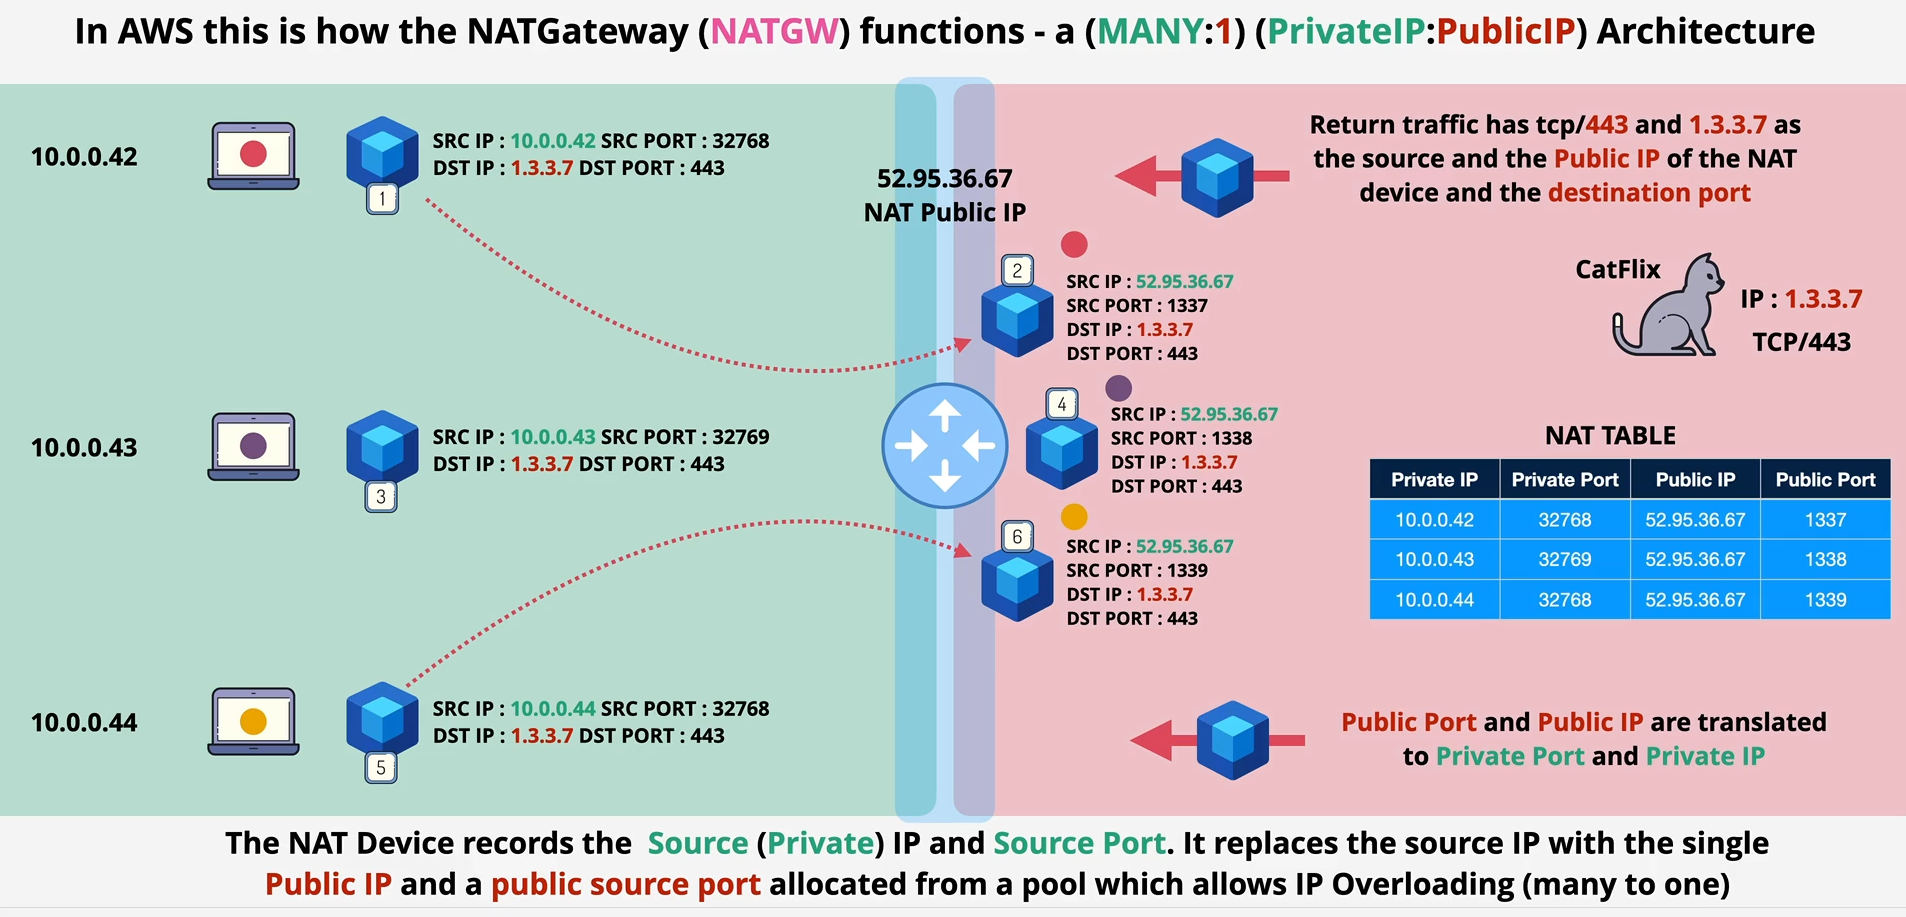 In AWS this is how the NATGateway (NATGW) functions - a (MANY:1) (PrivateIP:PublicIP) Architecture
10.0.0.42
SRC IP : 10.0.0.42 SRC PORT : 32768
DST IP : 1.3.3.7 DST PORT : 443
1
52.95.36.67
NAT Public IP
Return traffic has tcp/443 and 1.3.3.7 as
the source and the Public IP of the NAT
device and the destination port
2
SRC IP : 52.95.36.67
SRC PORT : 1337
DST IP : 1.3.3.7
DST PORT : 443
CatFlix
IP : 1.3.3.7
TCP/443
10.0.0.43
SRC IP : 10.0.0.43 SRC PORT : 32769
DST IP : 1.3.3.7 DST PORT : 443
3
4
SRC IP : 52.95.36.67
SRC PORT : 1338
DST IP : 1.3.3.7
DST PORT : 443
NAT TABLE
Private IP Private Port Public IP Public Port
10.0.0.42 32768 52.95.36.67 1337
10.0.0.43 32769 52.95.36.67 1338
10.0.0.44 32768 52.95.36.67 1339
6
SRC IP : 52.95.36.67
SRC PORT : 1339
DST IP : 1.3.3.7
DST PORT : 443
10.0.0.44
SRC IP : 10.0.0.44 SRC PORT : 32768
DST IP : 1.3.3.7 DST PORT : 443
5
Public Port and Public IP are translated
to Private Port and Private IP
The NAT Device records the Source (Private) IP and Source Port. It replaces the source IP with the single
Public IP and a public source port allocated from a pool which allows IP Overloading (many to one)